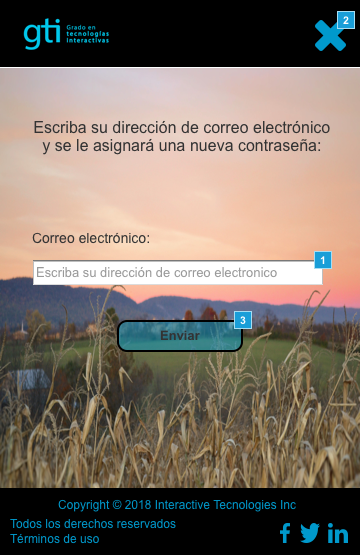 gti Grado en
tecnologías
interactivas
2
Escriba su dirección de correo electrónico
y se le asignará una nueva contraseña:
Correo electrónico:
1
Escriba su dirección de correo electronico
3
Enviar
Copyright © 2018 Interactive Tecnologies Inc
Todos los derechos reservados
Términos de uso